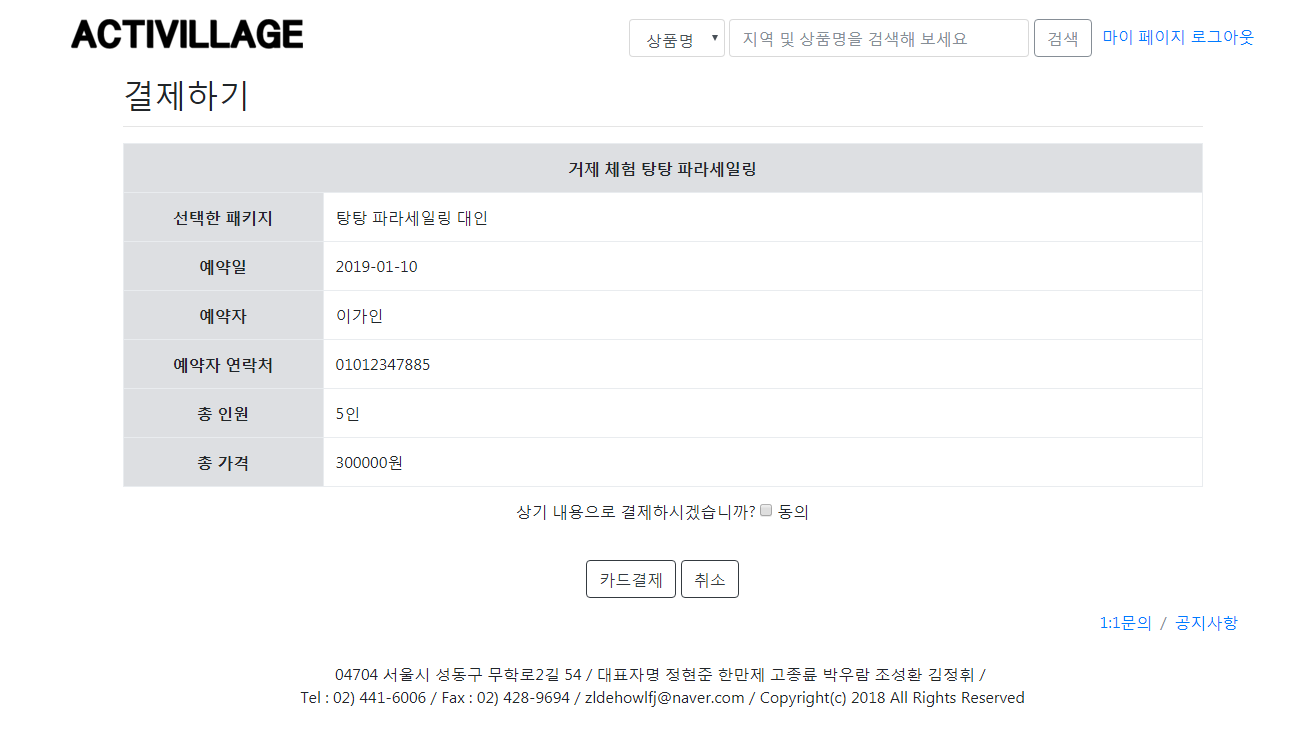 ACTIVILLAGE
상품명 지역 및 상품명을 검색해 보세요 검색 마이 페이지 로그아웃
결제하기
거제 체험 탕탕 파라세일링
선택한 패키지 탕탕 파라세일링 대인
예약일 2019-01-10
예약자 이가인
예약자 연락처 01012347885
총 인원 5인
총 가격 300000원
상기 내용으로 결제하시겠습니까? 동의
카드결제 취소
1:1문의 / 공지사항
04704 서울시 성동구 무학로2길 54 / 대표자명 정현준 한만제 고종륜 박우람 조성환 김정휘 /
Tel : 02) 441-6006 / Fax : 02) 428-9694 / zldehowlfj@naver.com / Copyright(c) 2018 All Rights Reserved